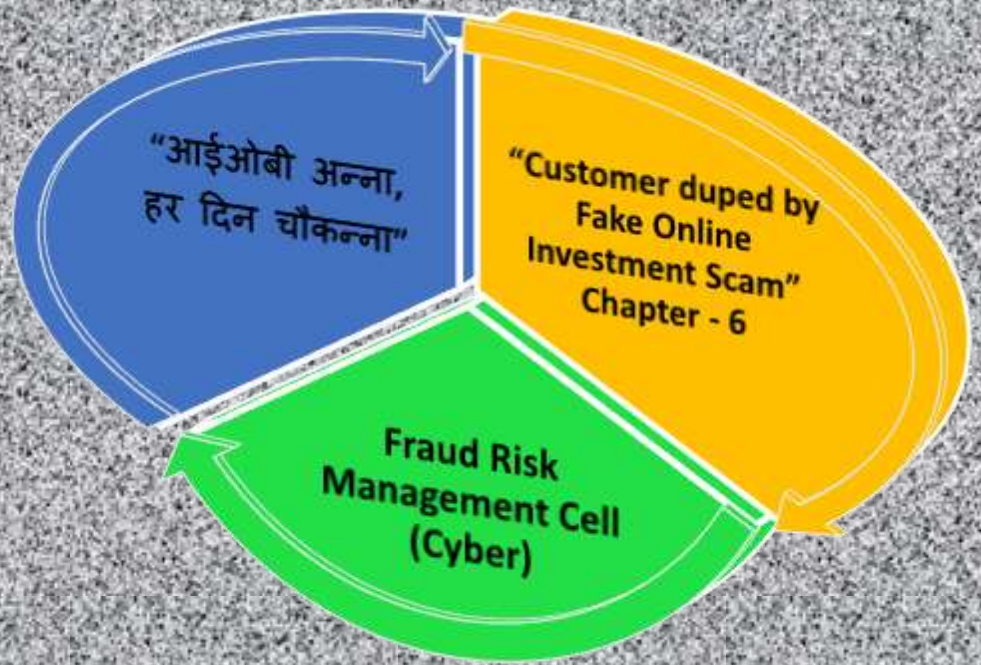 “आईओबी अन्ना,
हर दिन चौकन्ना”
“Customer duped by
Fake Online
Investment Scam”
Chapter - 6
Fraud Risk
Management Cell
(Cyber)